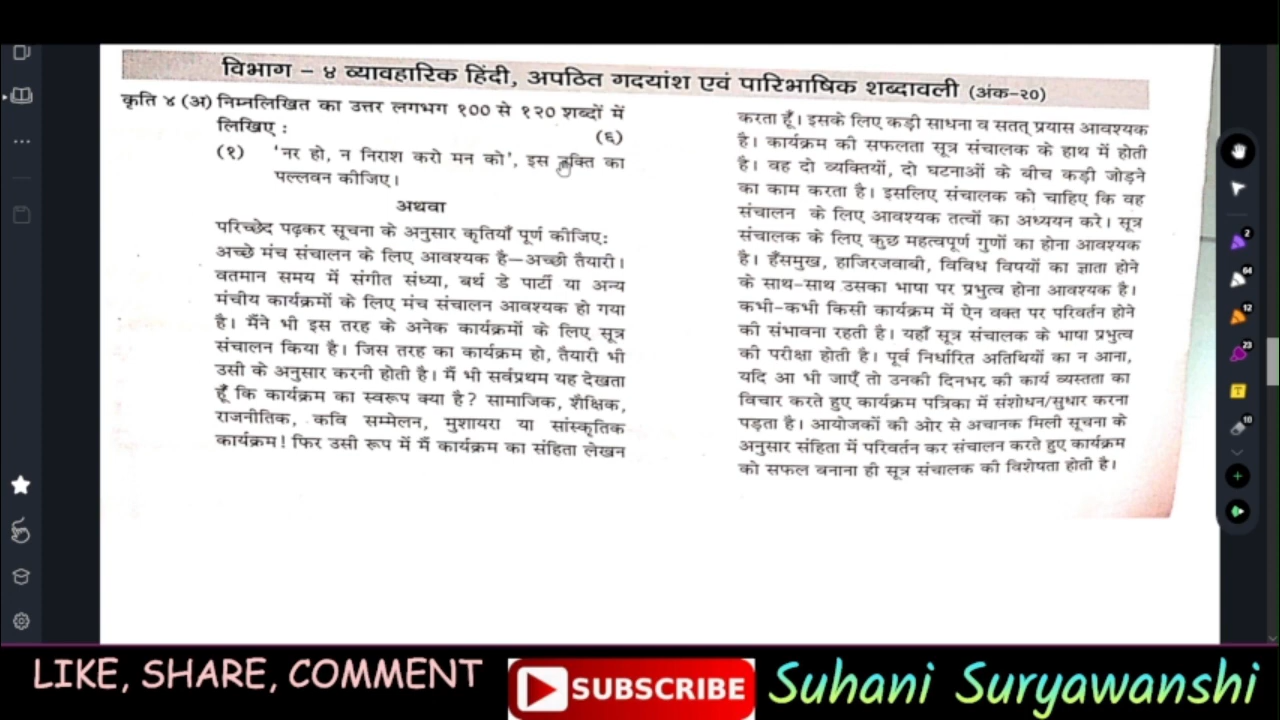 विभाग – ४ व्यावहारिक हिंदी, अपठित गद्यांश एवं पारिभाषिक शब्दावली (अंक-२०)
कृति ४ (अ) निम्नलिखित का उत्तर लगभग १०० से १२० शब्दों में
लिखिए :
(६)
(१) 'नर हो, न निराश करो मन को', इस उक्ति का
पल्लवन कीजिए।
अथवा
परिच्छेद पढ़कर सूचना के अनुसार कृतियाँ पूर्ण कीजिए:
अच्छे मंच संचालन के लिए आवश्यक है—अच्छी तैयारी।
वतमान समय में संगीत संध्या, बर्थ डे पार्टी या अन्य
मंचीय कार्यक्रमों के लिए मंच संचालन आवश्यक हो गया
है। मैंने भी इस तरह के अनेक कार्यक्रमों के लिए सूत्र
संचालन किया है। जिस तरह का कार्यक्रम हो, तैयारी भी
उसी के अनुसार करनी होती है। मैं भी सर्वप्रथम यह देखता
हूँ कि कार्यक्रम का स्वरूप क्या है? सामाजिक, शैक्षिक,
राजनीतिक, कवि सम्मेलन, मुशायरा या सांस्कृतिक
कार्यक्रम! फिर उसी रूप में मैं कार्यक्रम का संहिता लेखन
करता हूँ। इसके लिए कड़ी साधना व सतत् प्रयास आवश्यक
है। कार्यक्रम की सफलता सूत्र संचालक के हाथ में होती
है। वह दो व्यक्तियों, दो घटनाओं के बीच कड़ी जोड़ने
का काम करता है। इसलिए संचालक को चाहिए कि वह
संचालन के लिए आवश्यक तत्वों का अध्ययन करे। सूत्र
संचालक के लिए कुछ महत्वपूर्ण गुणों का होना आवश्यक
है। हँसमुख, हाजिरजवाबी, विविध विषयों का ज्ञाता होने
के साथ-साथ उसका भाषा पर प्रभुत्व होना आवश्यक है।
कभी-कभी किसी कार्यक्रम में ऐन वक्त पर परिवर्तन होने
की संभावना रहती है। यहाँ सूत्र संचालक के भाषा प्रभुत्व
की परीक्षा होती है। पूर्व निर्धारित अतिथियों का न आना,
यदि आ भी जाएँ तो उनकी दिनभर की कार्य व्यस्तता का
विचार करते हुए कार्यक्रम पत्रिका में संशोधन/सुधार करना
पड़ता है। आयोजकों की ओर से अचानक मिली सूचना के
अनुसार संहिता में परिवर्तन कर संचालन करते हुए कार्यक्रम
को सफल बनाना ही सूत्र संचालक की विशेषता होती है।
2
64
12
23
T
10
LIKE, SHARE, COMMENT
SUBSCRIBE
Suhani Suryawanshi